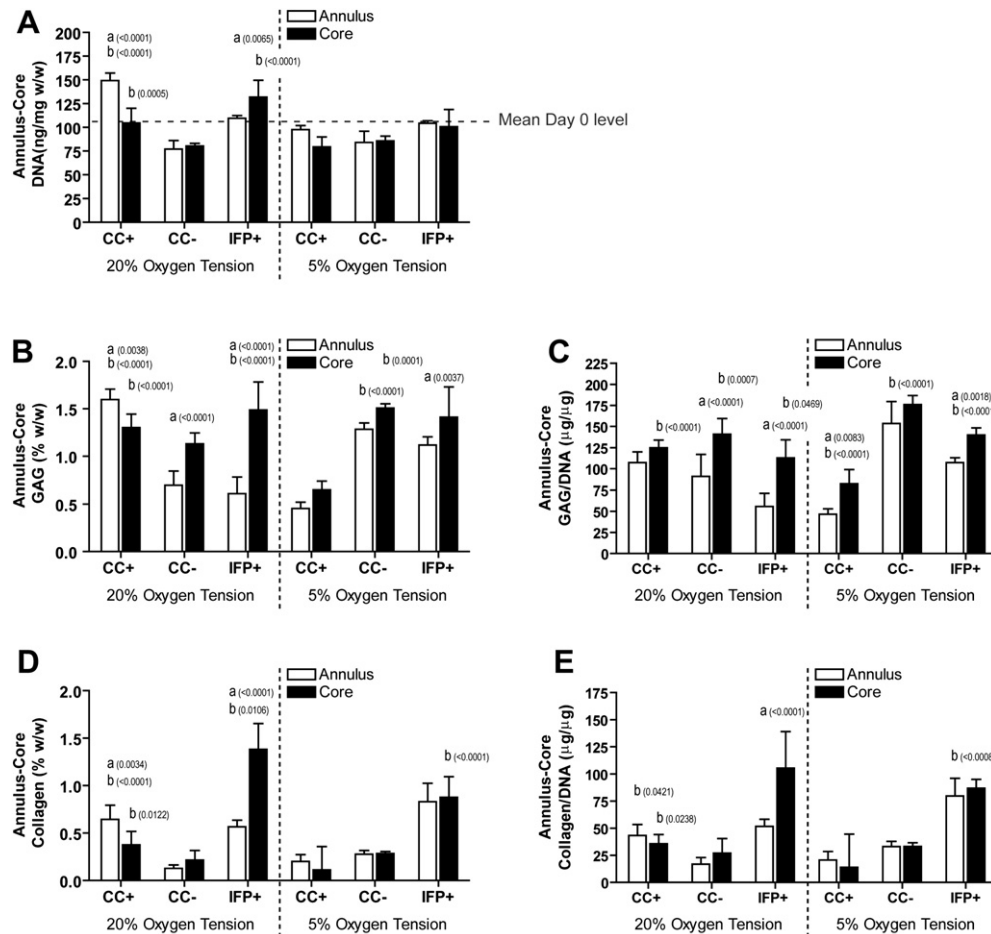 A
Annulus-Core
DNA(ng/mg w/w)
200
175
150
125
100
75
50
25
0
a (<0.0001)
b (<0.0001)
b (0.0005)
a (0.0065)
b (<0.0001)
Annulus
Core
Mean Day 0 level
CC+ CC- IFP+ CC+ CC- IFP+
20% Oxygen Tension 5% Oxygen Tension
B
Annulus-Core
GAG (% w/w)
2.0
1.5
1.0
0.5
0.0
a (0.0038)
b (<0.0001)
b (<0.0001)
a (<0.0001)
a (<0.0001)
b (<0.0001)
Annulus
Core
b (0.0001)
b (<0.0001)
a (0.0037)
CC+ CC- IFP+ CC+ CC- IFP+
20% Oxygen Tension 5% Oxygen Tension
C
Annulus-Core
GAG/DNA (µg/µg)
225
200
175
150
125
100
75
50
25
0
b (<0.0001)
b (0.0007)
a (<0.0001)
b (0.0469)
a (<0.0001)
Annulus
Core
a (0.0083)
b (<0.0001)
b (<0.0001)
a (0.0018)
b (<0.0001
CC+ CC- IFP+ CC+ CC- IFP+
20% Oxygen Tension 5% Oxygen Tension
D
Annulus-Core
Collagen (% w/w)
2.0
1.5
1.0
0.5
0.0
a (0.0034)
b (<0.0001)
b (0.0122)
a (<0.0001)
b (0.0106)
Annulus
Core
b (<0.0001)
CC+ CC- IFP+ CC+ CC- IFP+
20% Oxygen Tension 5% Oxygen Tension
E
Annulus-Core
Collagen/DNA (µg/µg)
175
150
125
100
75
50
25
0
b (0.0421)
b (0.0238)
a (<0.0001)
Annulus
Core
b (<0.0006
CC+ CC- IFP+ CC+ CC- IFP+
20% Oxygen Tension 5% Oxygen Tension